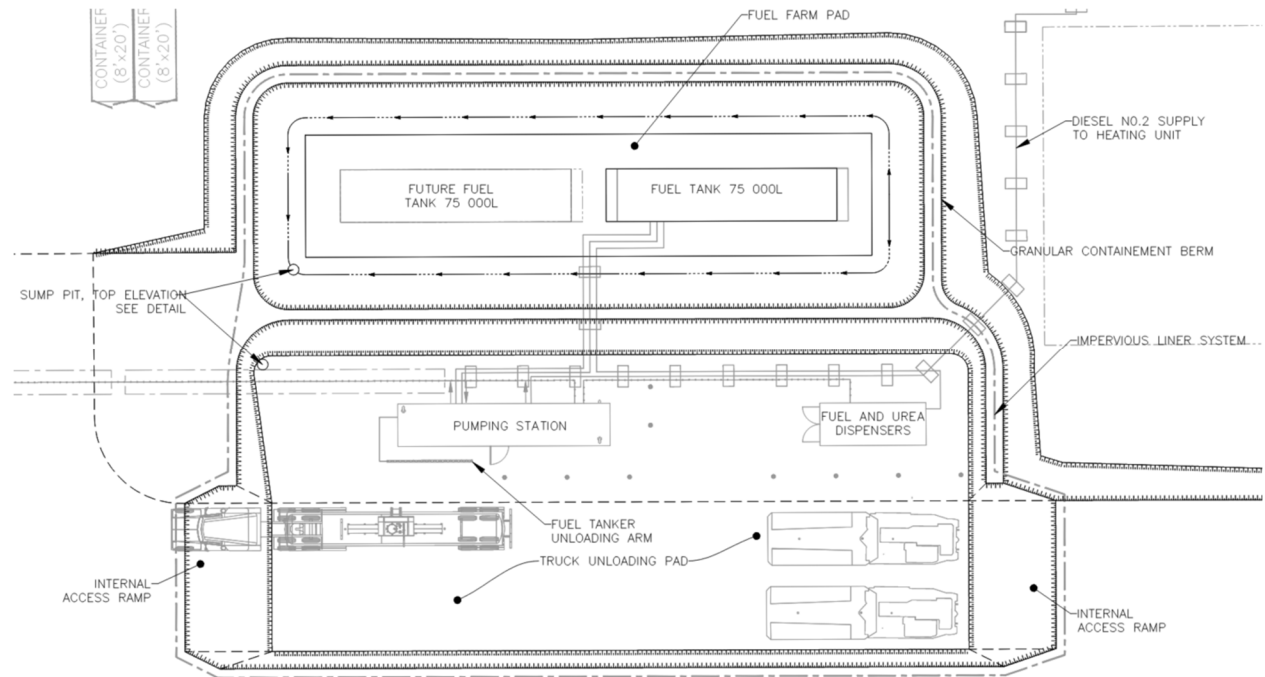 CONTAINER
(8'x20')
CONTAINER
(8'x20')
FUEL FARM PAD
DIESEL NO.2 SUPPLY
TO HEATING UNIT
FUTURE FUEL
TANK 75 000L
FUEL TANK 75 000L
GRANULAR CONTAINEMENT BERM
SUMP PIT, TOP ELEVATION
SEE DETAIL
IMPERVIOUS LINER SYSTEM
PUMPING STATION
FUEL AND UREA
DISPENSERS
FUEL TANKER
UNLOADING ARM
TRUCK UNLOADING PAD
INTERNAL
ACCESS RAMP
INTERNAL
ACCESS RAMP